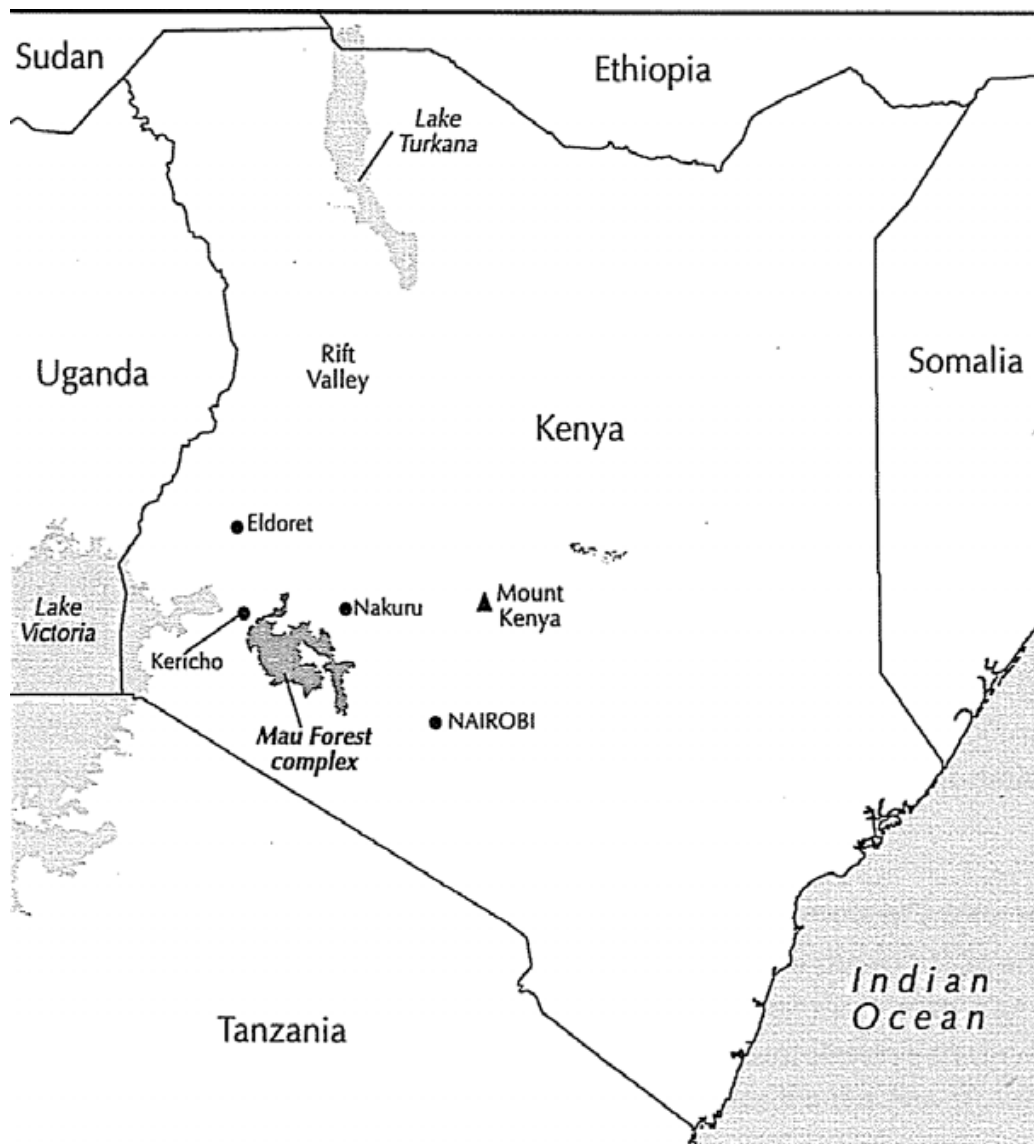 Sudan
Ethiopia
Lake
Turkana
Uganda
Rift
Valley
Somalia
Kenya
Eldoret
Lake
Victoria
Kericho
Nakuru
Mount
Kenya
Mau Forest
complex
NAIROBI
Indian
Ocean
Tanzania